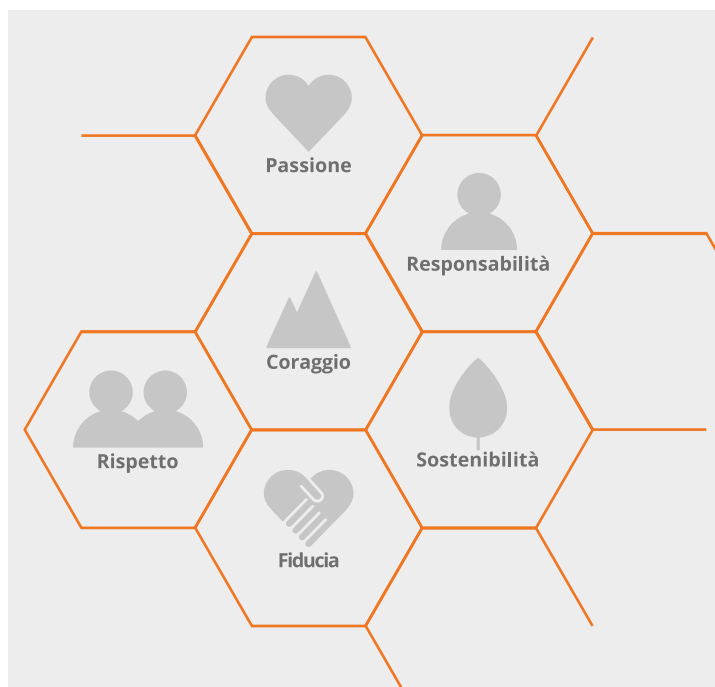 Passione
Responsabilità
Coraggio
Rispetto
Sostenibilità
Fiducia